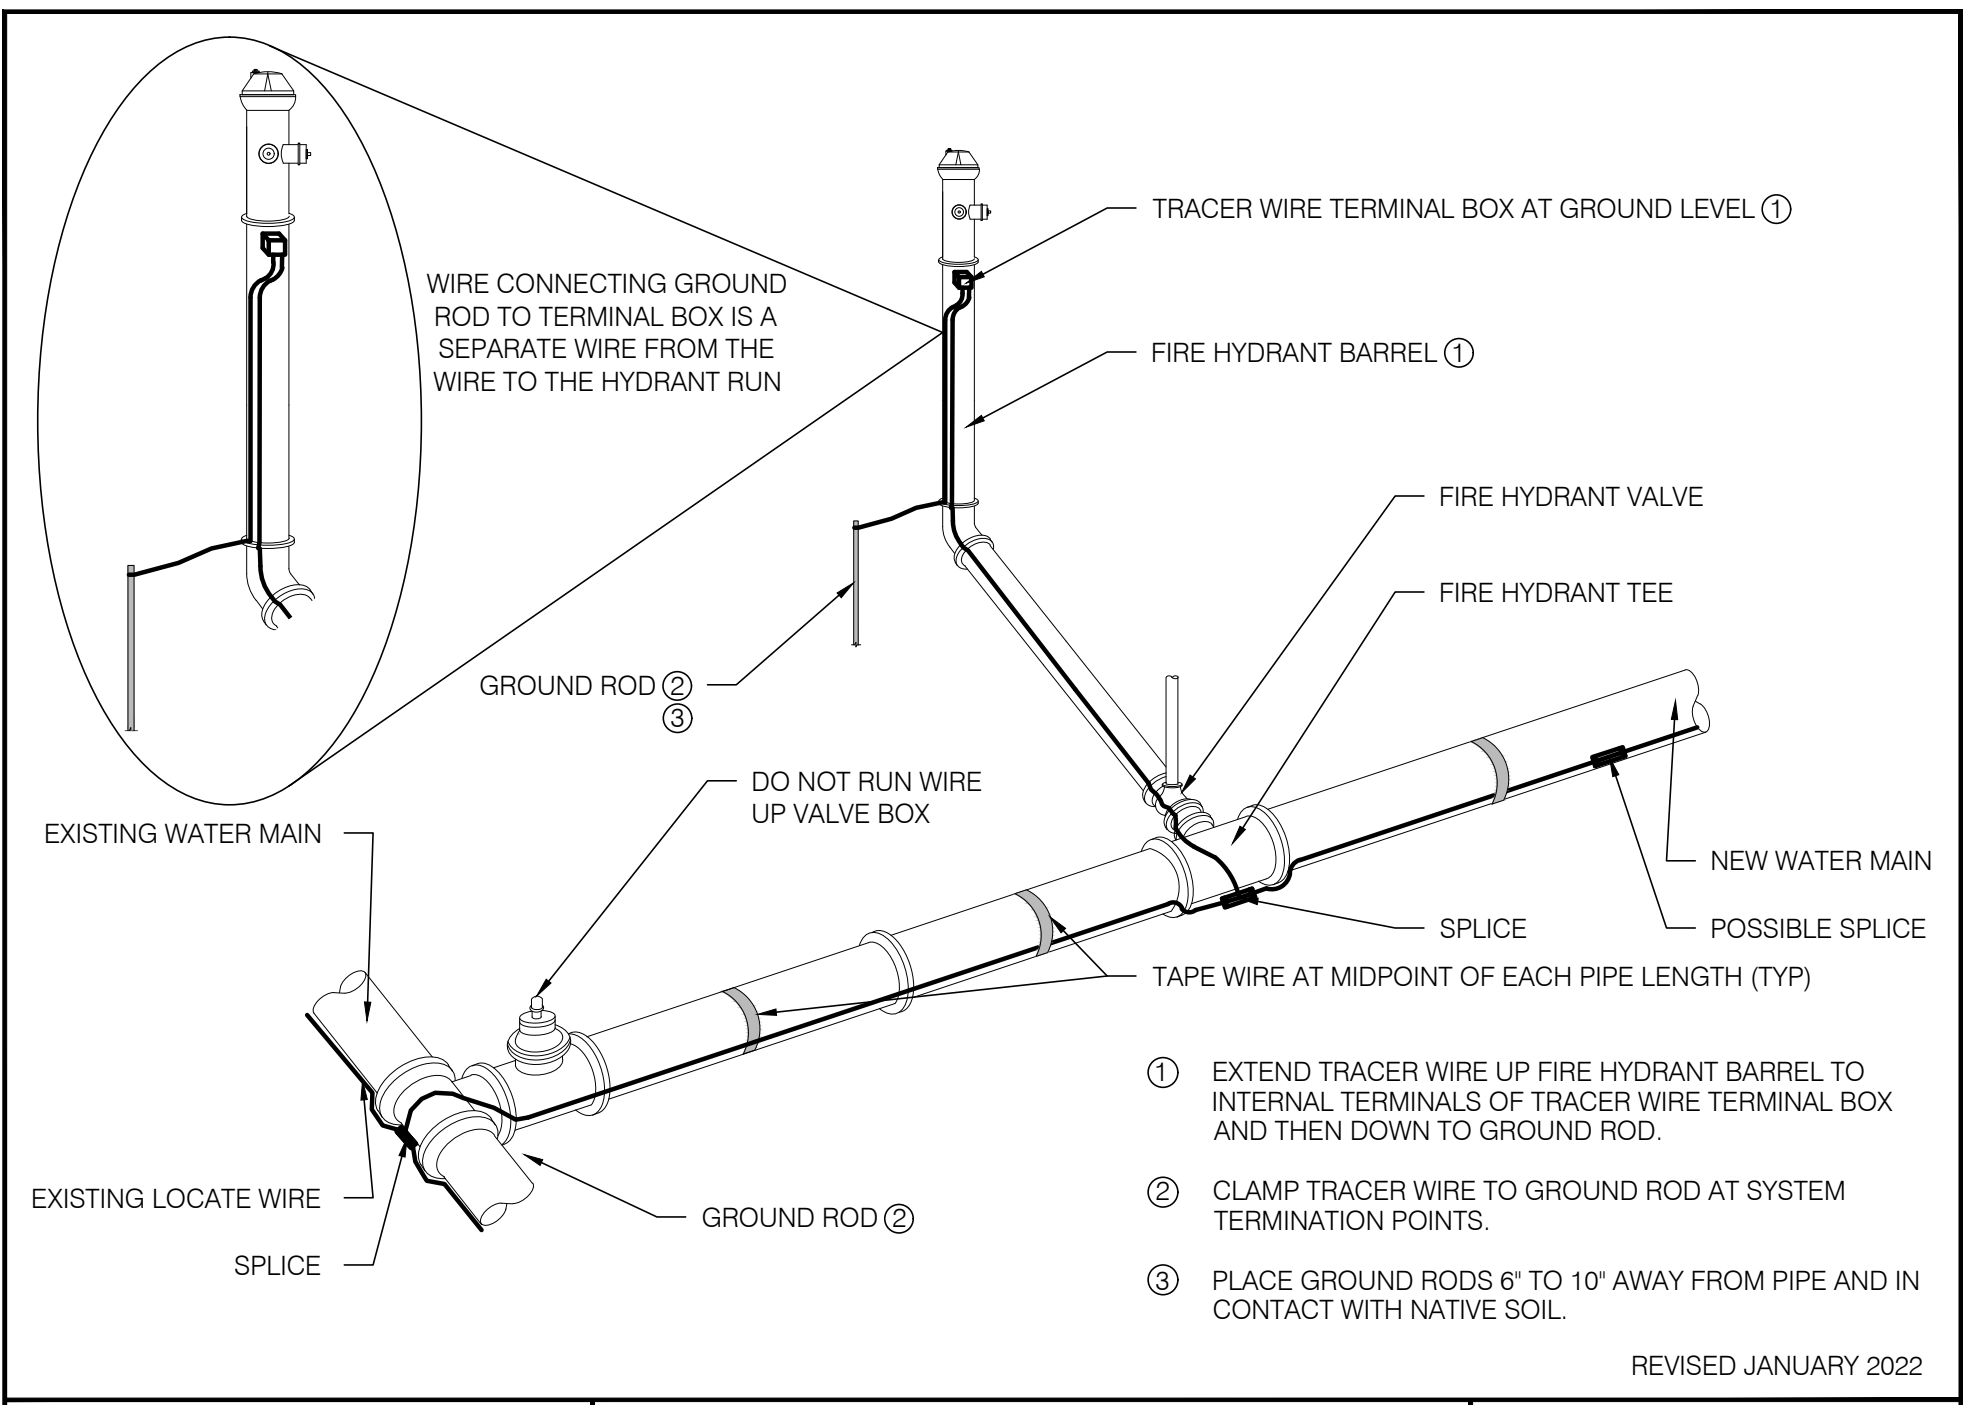 TRACER WIRE TERMINAL BOX AT GROUND LEVEL ①
WIRE CONNECTING GROUND
ROD TO TERMINAL BOX IS A
SEPARATE WIRE FROM THE
WIRE TO THE HYDRANT RUN
FIRE HYDRANT BARREL ①
FIRE HYDRANT VALVE
FIRE HYDRANT TEE
GROUND ROD ②
③
DO NOT RUN WIRE
UP VALVE BOX
EXISTING WATER MAIN
NEW WATER MAIN
SPLICE
POSSIBLE SPLICE
TAPE WIRE AT MIDPOINT OF EACH PIPE LENGTH (TYP)
EXISTING LOCATE WIRE
GROUND ROD ②
SPLICE
① EXTEND TRACER WIRE UP FIRE HYDRANT BARREL TO
INTERNAL TERMINALS OF TRACER WIRE TERMINAL BOX
AND THEN DOWN TO GROUND ROD.
② CLAMP TRACER WIRE TO GROUND ROD AT SYSTEM
TERMINATION POINTS.
③ PLACE GROUND RODS 6" TO 10" AWAY FROM PIPE AND IN
CONTACT WITH NATIVE SOIL.
REVISED JANUARY 2022